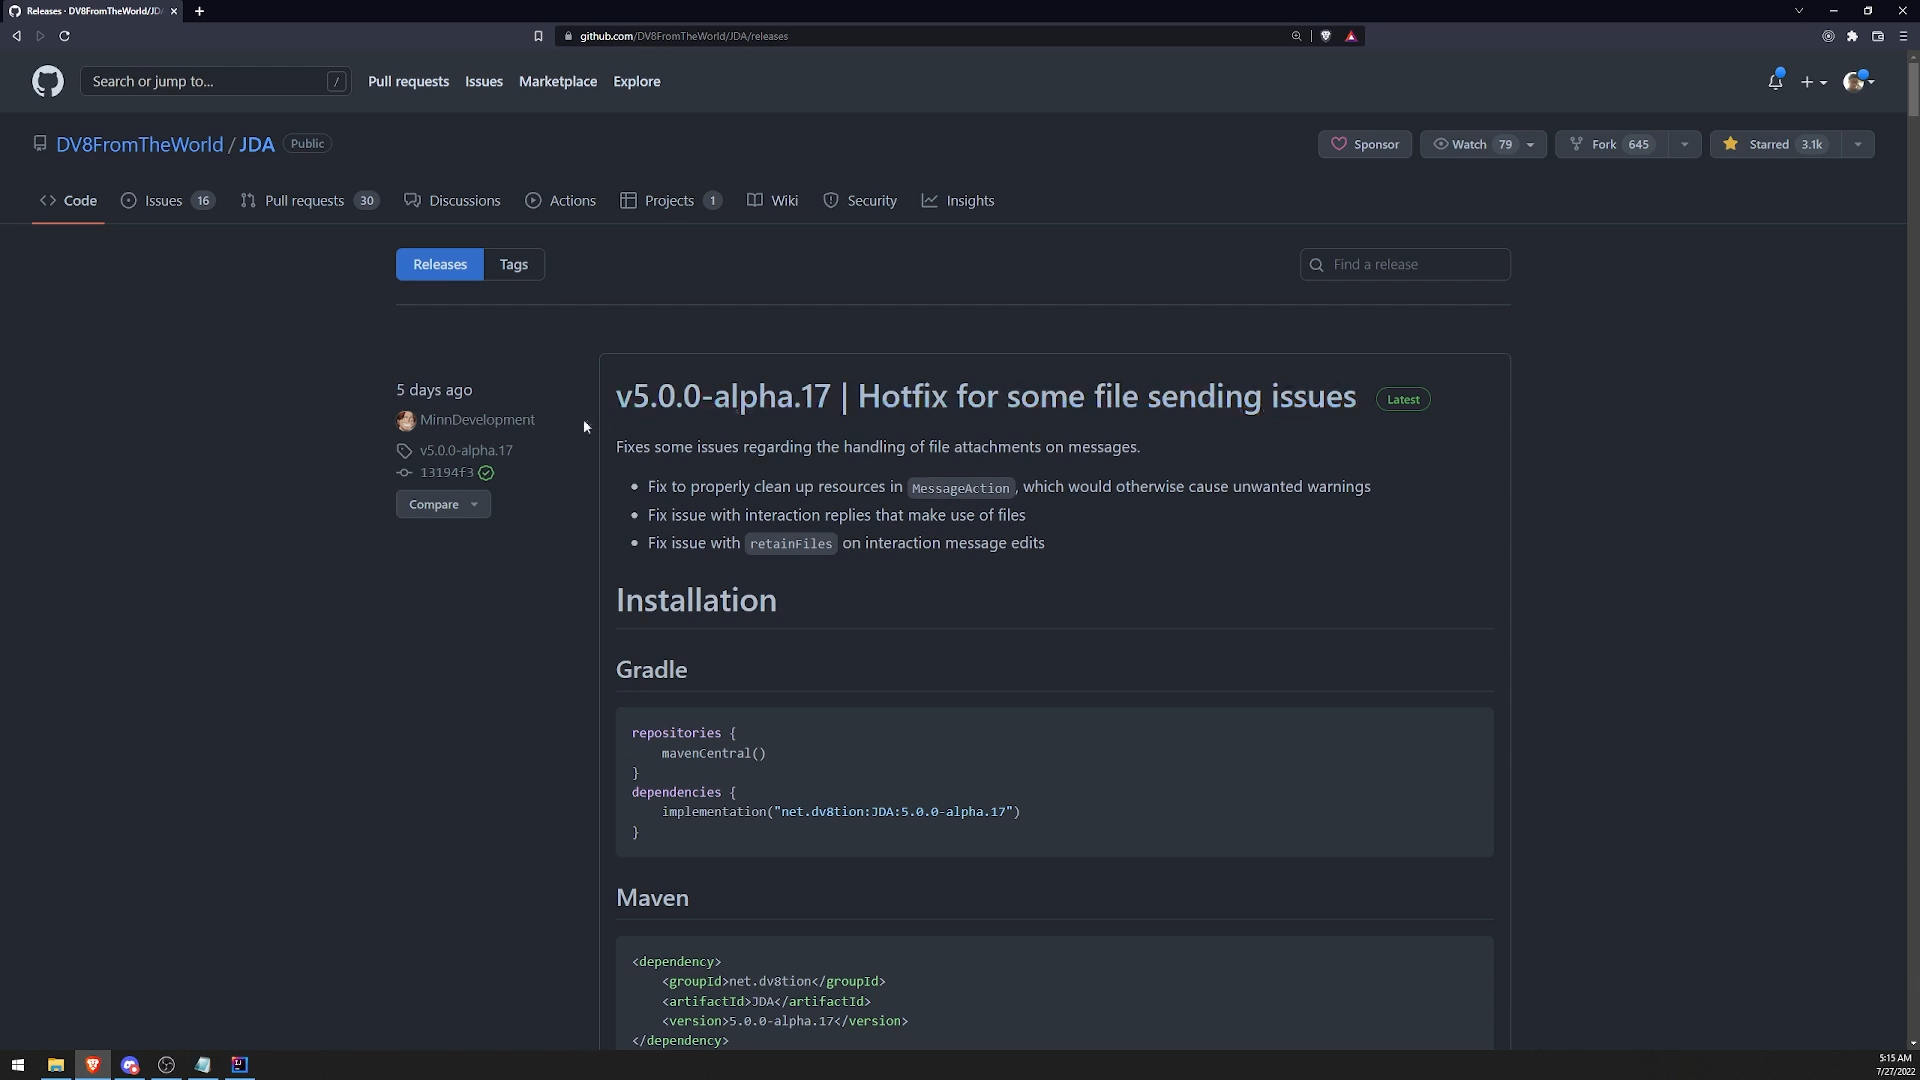 Releases · DV8FromTheWorld/JD
github.com/DV8FromTheWorld/JDA/releases
Search or jump to... /
Pull requests Issues Marketplace Explore
DV8FromTheWorld / JDA Public
Sponsor Watch 79 Fork 645 Starred 3.1k
Code Issues 16 Pull requests 30 Discussions Actions Projects 1 Wiki Security Insights
Releases Tags
Find a release
5 days ago
MinnDevelopment
v5.0.0-alpha.17
13194f3
Compare
v5.0.0-alpha.17 | Hotfix for some file sending issues Latest
Fixes some issues regarding the handling of file attachments on messages.
• Fix to properly clean up resources in MessageAction, which would otherwise cause unwanted warnings
• Fix issue with interaction replies that make use of files
• Fix issue with retainFiles on interaction message edits
Installation
Gradle
repositories {
mavenCentral()
}
dependencies {
implementation("net.dv8tion:JDA:5.0.0-alpha.17")
}
Maven
<dependency>
<groupId>net.dv8tion</groupId>
<artifactId>JDA</artifactId>
<version>5.0.0-alpha.17</version>
</dependency>
5:15 AM
7/27/2022